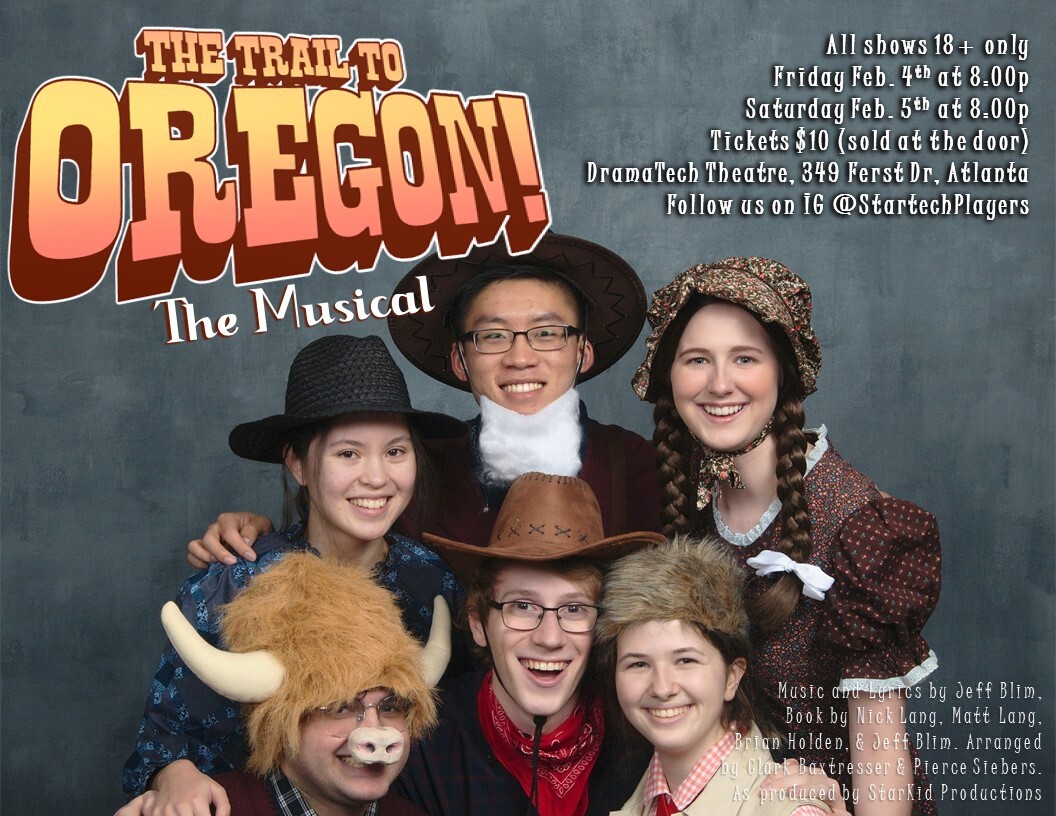 THE TRAIL TO
OREGON!
The Musical
All shows 18+ only
Friday Feb. 4th at 8:00p
Saturday Feb. 5th at 8:00p
Tickets $10 (sold at the door)
DramaTech Theatre, 349 Ferst Dr, Atlanta
Follow us on IG @StartechPlayers
Music and Lyrics by Jeff Blim,
Book by Nick Lang, Matt Lang,
Brian Holden, & Jeff Blim. Arranged
by Clark Baxtresser & Pierce Siebers.
As produced by StarKid Productions